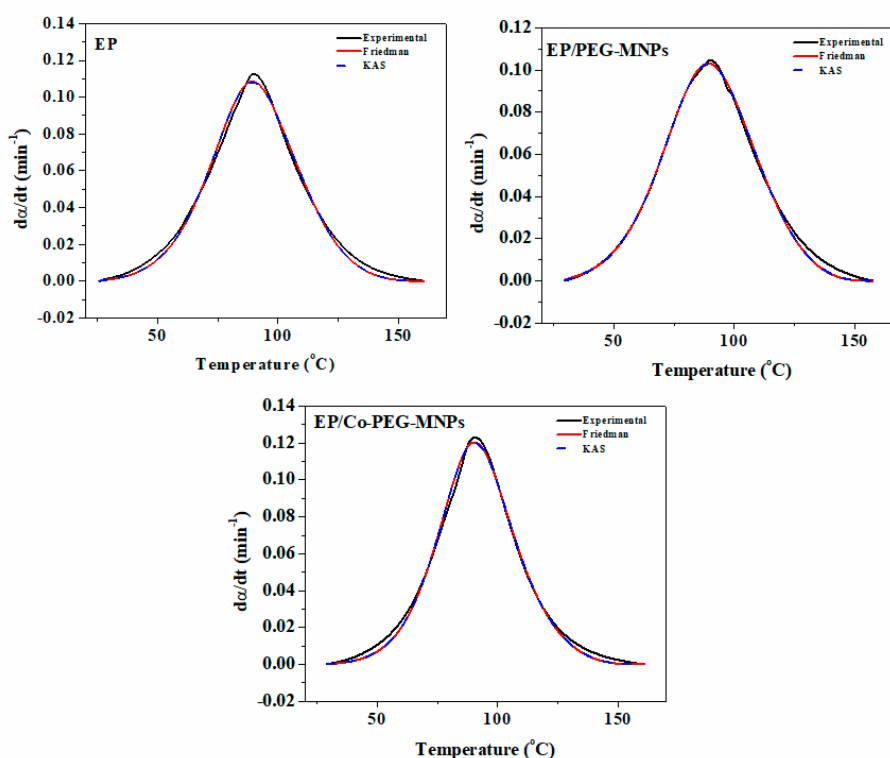 EP
Experimental
Friedman
KAS
dα/dt (min⁻¹)
0.14
0.12
0.10
0.08
0.06
0.04
0.02
0.00
-0.02
50
100
150
Temperature (°C)
EP/PEG-MNPs
Experimental
Friedman
KAS
dα/dt (min⁻¹)
0.12
0.10
0.08
0.06
0.04
0.02
0.00
-0.02
50
100
150
Temperature (°C)
EP/Co-PEG-MNPs
Experimental
Friedman
KAS
dα/dt (min⁻¹)
0.14
0.12
0.10
0.08
0.06
0.04
0.02
0.00
-0.02
50
100
150
Temperature (°C)